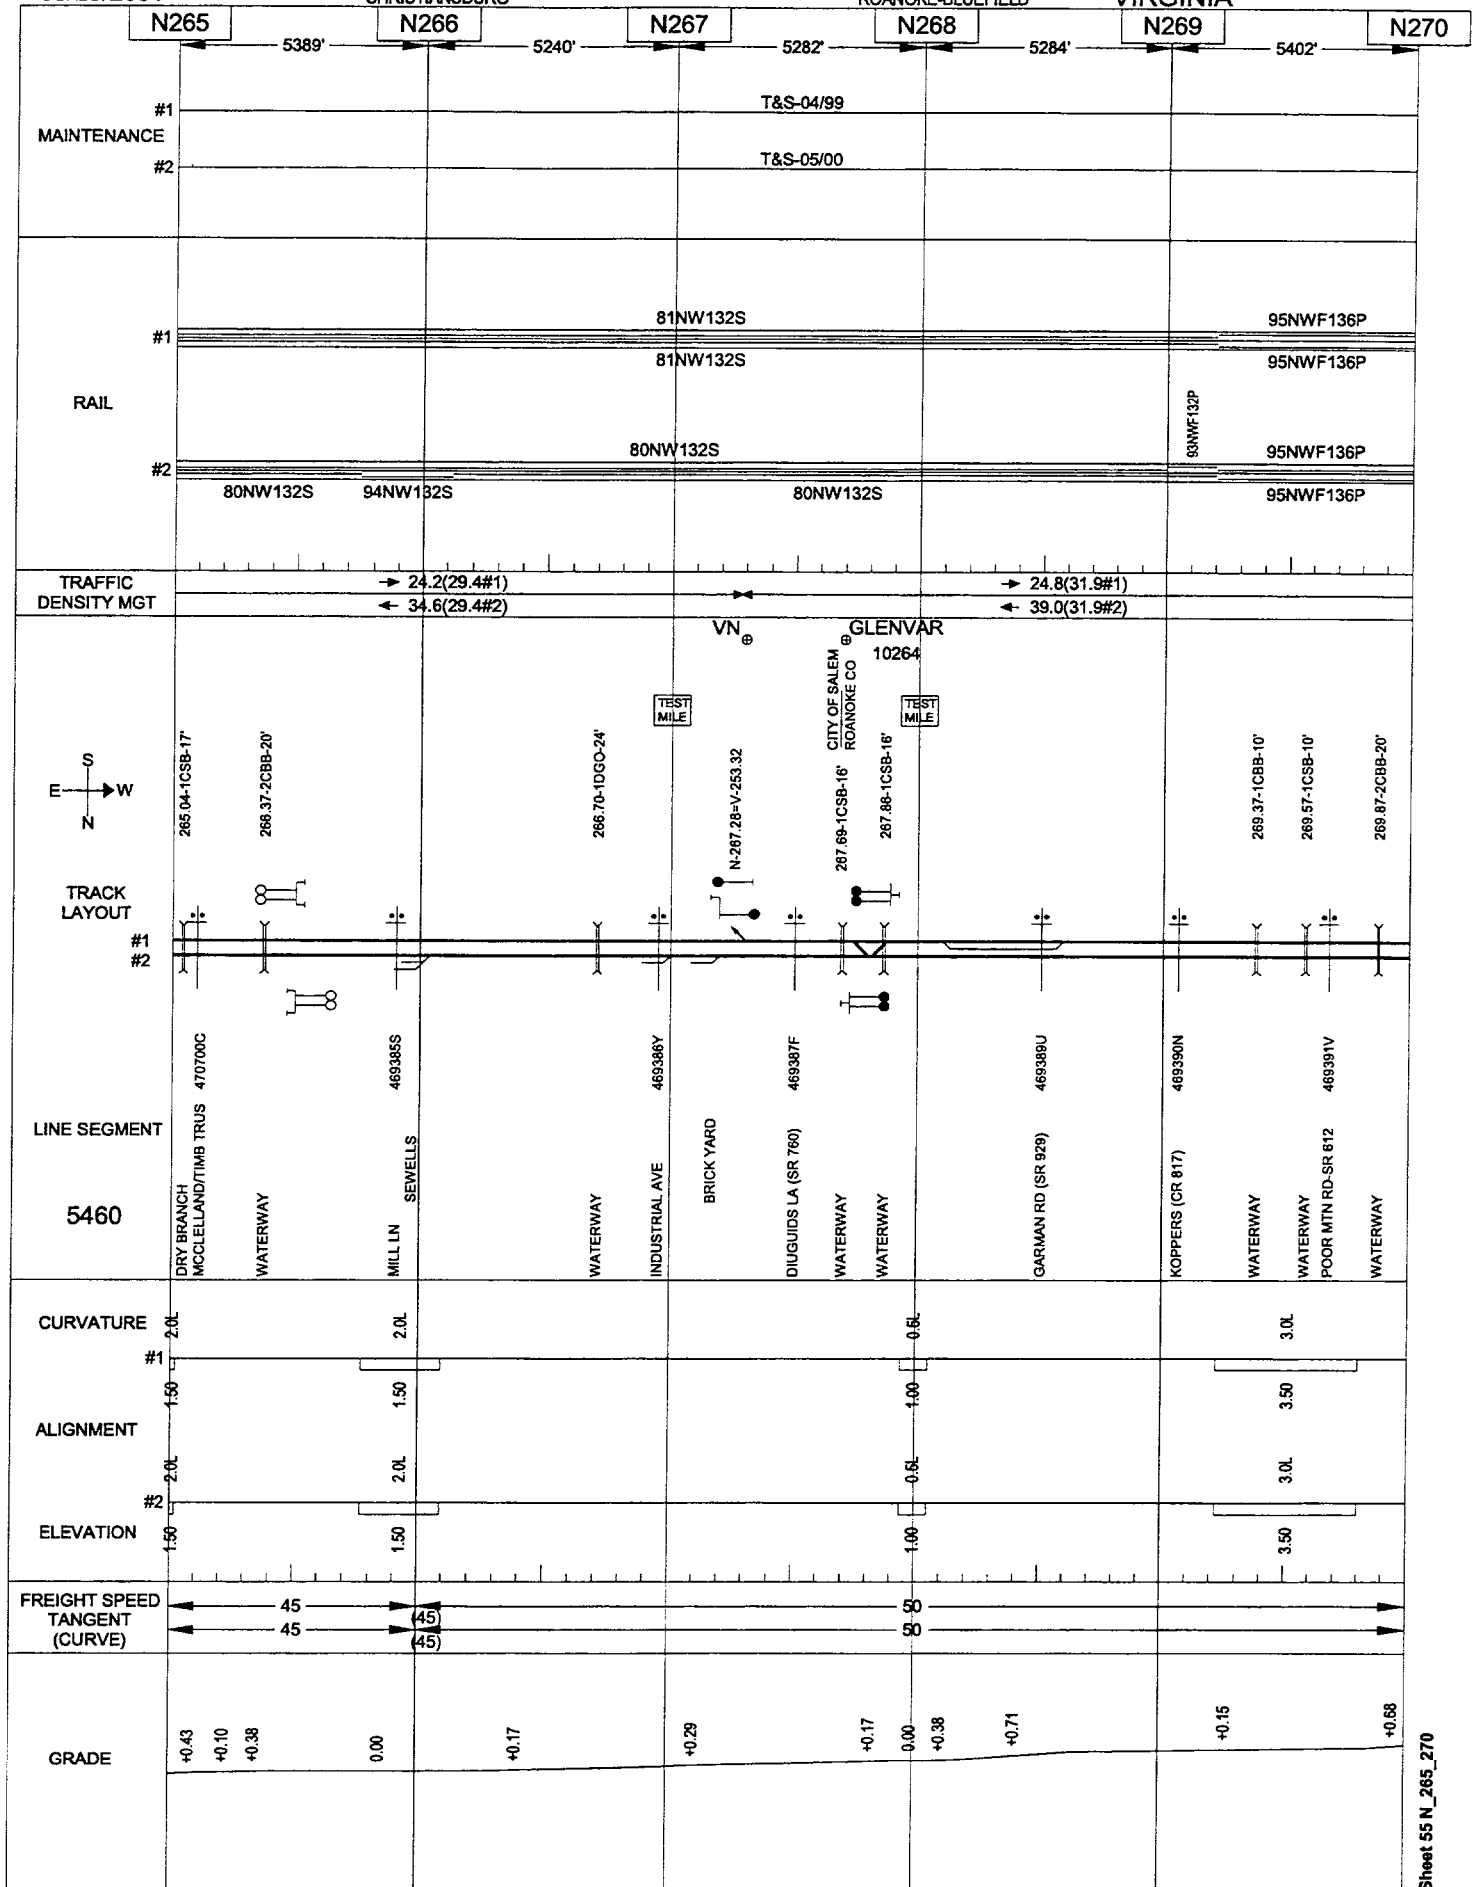 CHRISTIANSBURG
ROANOKE-BLUEFIELD
VIRGINIA
N265 N266 N267 N268 N269 N270
5389' 5240' 5282' 5284' 5402'
MAINTENANCE
#1 T&S-04/99
#2 T&S-05/00
RAIL
81NW132S 95NWF136P
#1
81NW132S 95NWF136P
93NWF132P
80NW132S 95NWF136P
#2
80NW132S 94NW132S 80NW132S 95NWF136P
TRAFFIC
DENSITY MGT
24.2(29.4#1) 24.8(31.9#1)
34.6(29.4#2) 39.0(31.9#2)
VN GLENVAR
10264
CITY OF SALEM
ROANOKE CO
TEST
MILE
TEST
MILE
S
E W
N
265.04-1CSB-17'
266.37-2CBB-20'
266.70-1DGO-24'
N-267.28=V-253.32
267.69-1CSB-16'
267.88-1CSB-16'
269.37-1CBB-10'
269.57-1CSB-10'
269.87-2CBB-20'
TRACK
LAYOUT
#1
#2
LINE SEGMENT
5460
DRY BRANCH
MCCLELLAND/TIMB TRUS 470700C
WATERWAY
MILL LN 469385S
SEWELLS
WATERWAY
INDUSTRIAL AVE 469386Y
BRICK YARD
DIUGUIDS LA (SR 760) 469387F
WATERWAY
WATERWAY
GARMAN RD (SR 929) 469389U
KOPPERS (CR 817) 469390N
WATERWAY
WATERWAY
POOR MTN RD-SR 612 469391V
WATERWAY
CURVATURE
2.0L 2.0L 0.5L 3.0L
#1
1.50 1.50 1.00 3.50
ALIGNMENT
2.0L 2.0L 0.5L 3.0L
#2
ELEVATION
1.50 1.50 1.00 3.50
FREIGHT SPEED
TANGENT
(CURVE)
45 50
(45)
45 50
(45)
GRADE
+0.43 +0.10 +0.38 0.00 +0.17 +0.29 +0.17 0.00 +0.38 +0.71 +0.15 +0.68
Sheet 55 N_265_270